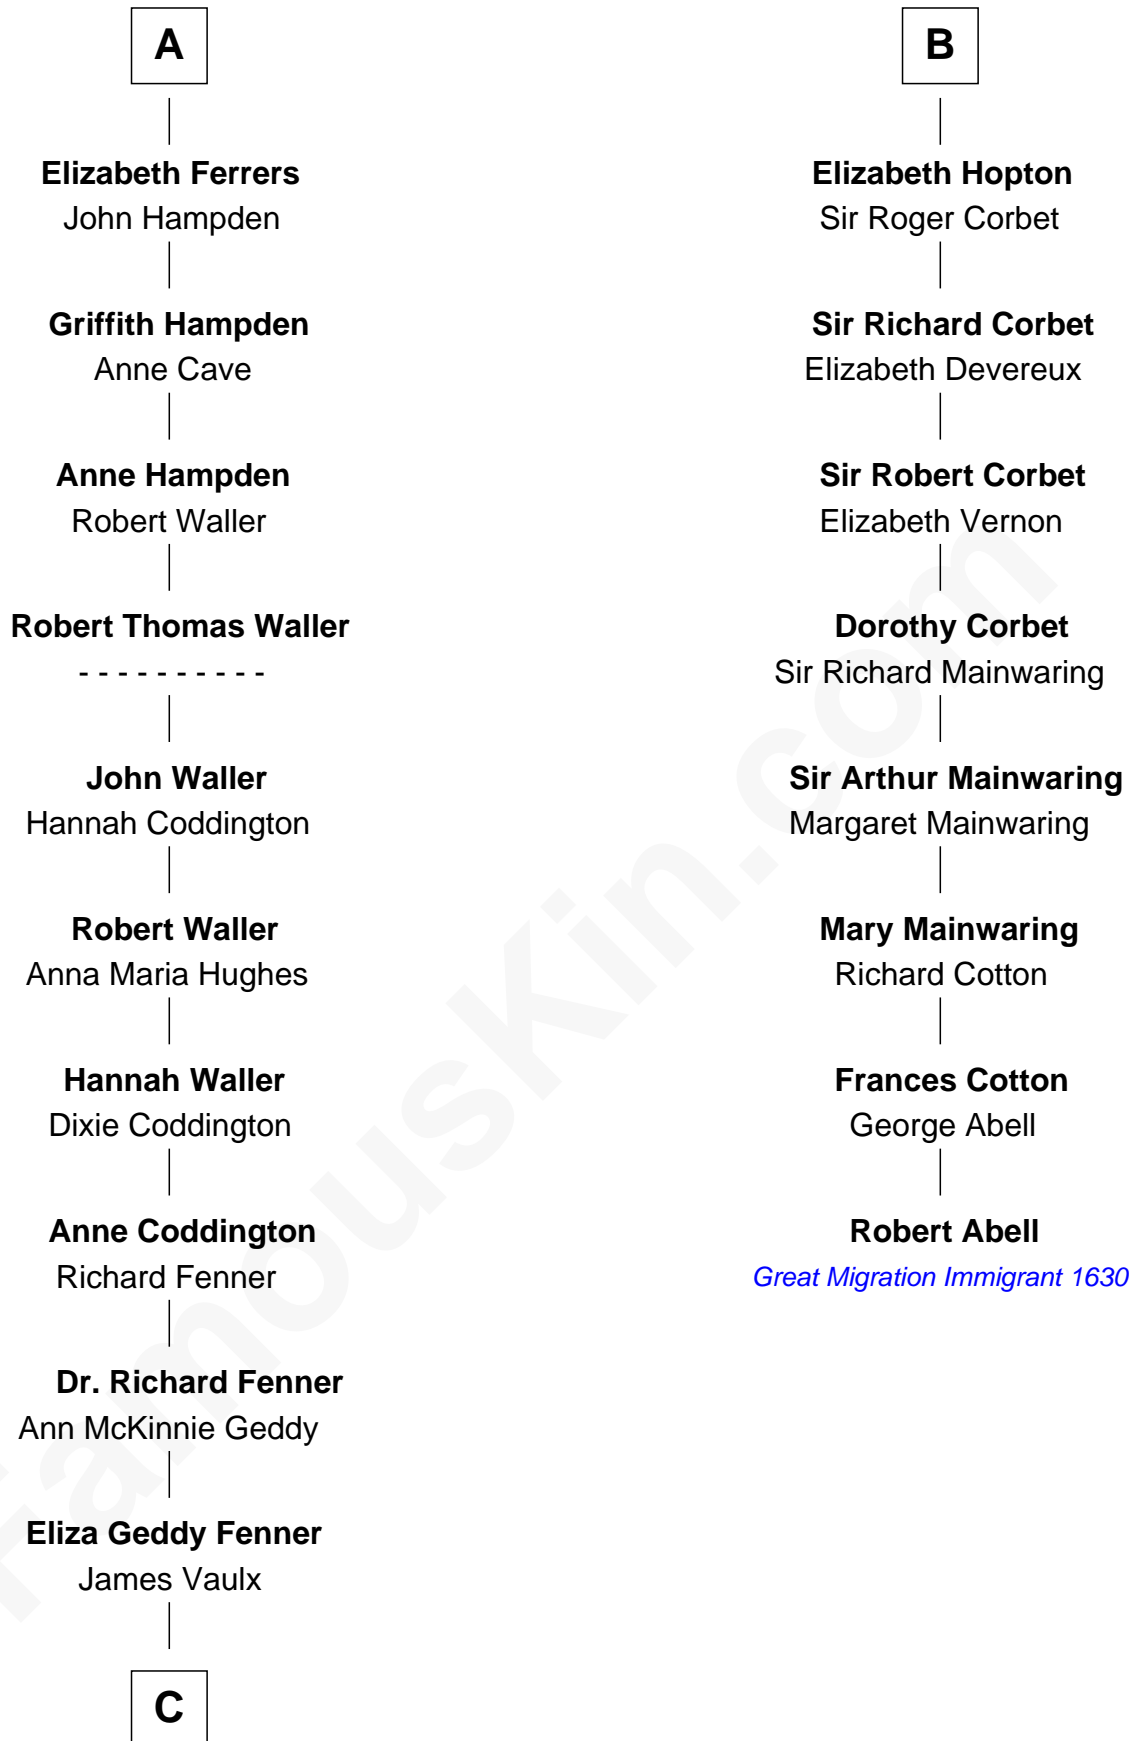 A
Elizabeth Ferrers
John Hampden
Griffith Hampden
Anne Cave
Anne Hampden
Robert Waller
Robert Thomas Waller
- - - - - - - - - -
John Waller
Hannah Coddington
Robert Waller
Anna Maria Hughes
Hannah Waller
Dixie Coddington
Anne Coddington
Richard Fenner
Dr. Richard Fenner
Ann McKinnie Geddy
Eliza Geddy Fenner
James Vaulx
C
B
Elizabeth Hopton
Sir Roger Corbet
Sir Richard Corbet
Elizabeth Devereux
Sir Robert Corbet
Elizabeth Vernon
Dorothy Corbet
Sir Richard Mainwaring
Sir Arthur Mainwaring
Margaret Mainwaring
Mary Mainwaring
Richard Cotton
Frances Cotton
George Abell
Robert Abell
Great Migration Immigrant 1630
FamousKin.com